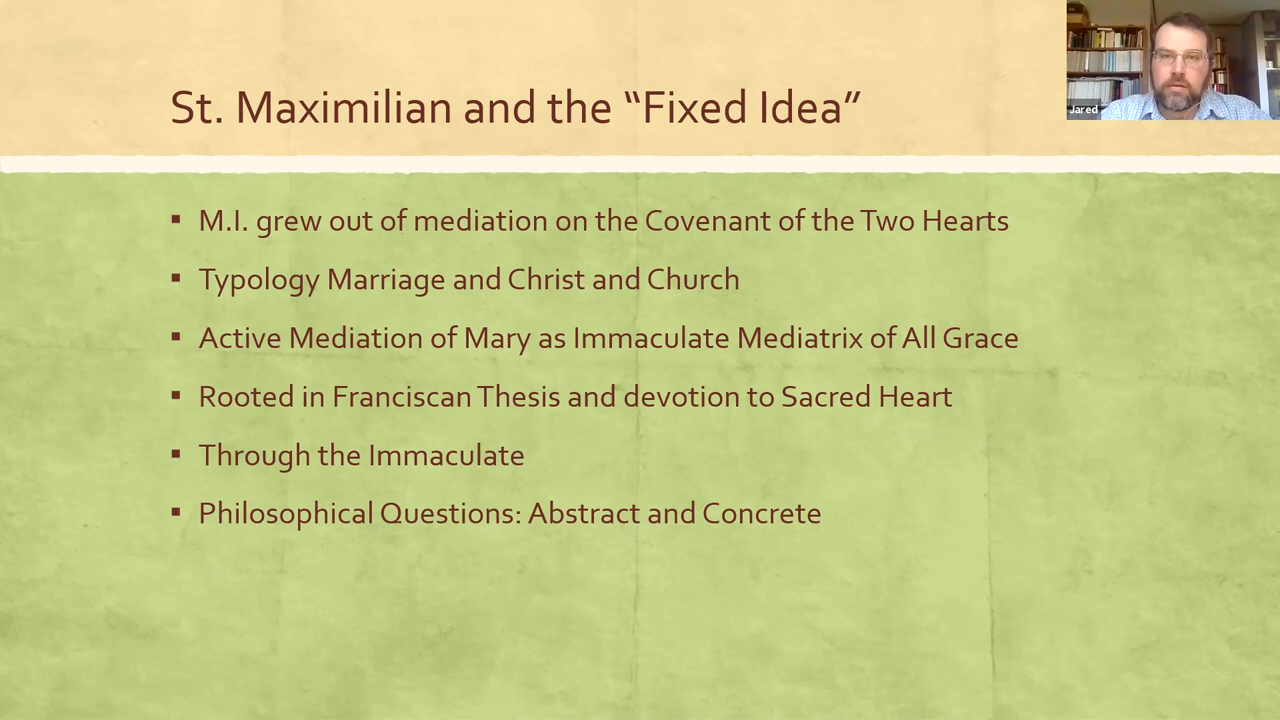 St. Maximilian and the “Fixed Idea”
Jared
▪ M.I. grew out of mediation on the Covenant of the Two Hearts
▪ Typology Marriage and Christ and Church
▪ Active Mediation of Mary as Immaculate Mediatrix of All Grace
▪ Rooted in Franciscan Thesis and devotion to Sacred Heart
▪ Through the Immaculate
▪ Philosophical Questions: Abstract and Concrete